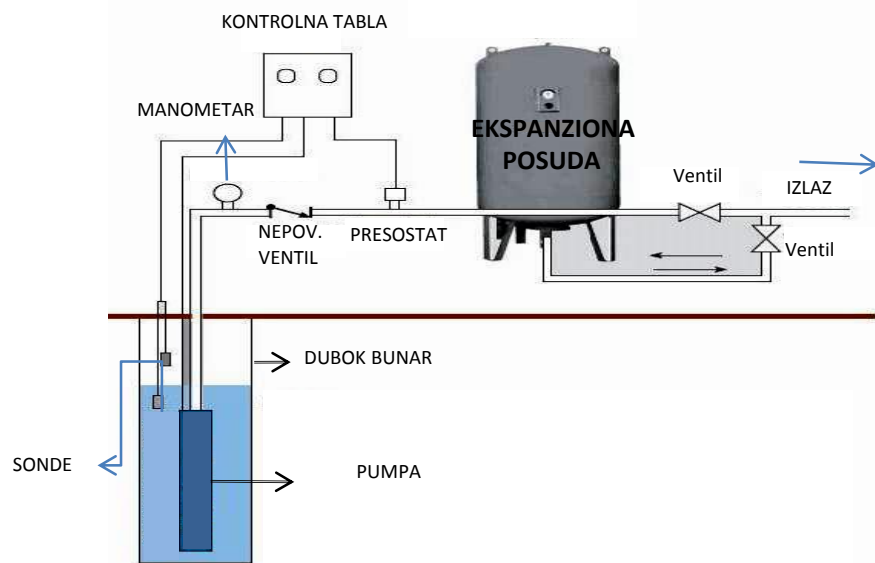 KONTROLNA TABLA
MANOMETAR
EKSPANZIONA
POSUDA
Ventil
IZLAZ
NEPOV.
VENTIL
PRESOSTAT
Ventil
DUBOK BUNAR
SONDE
PUMPA